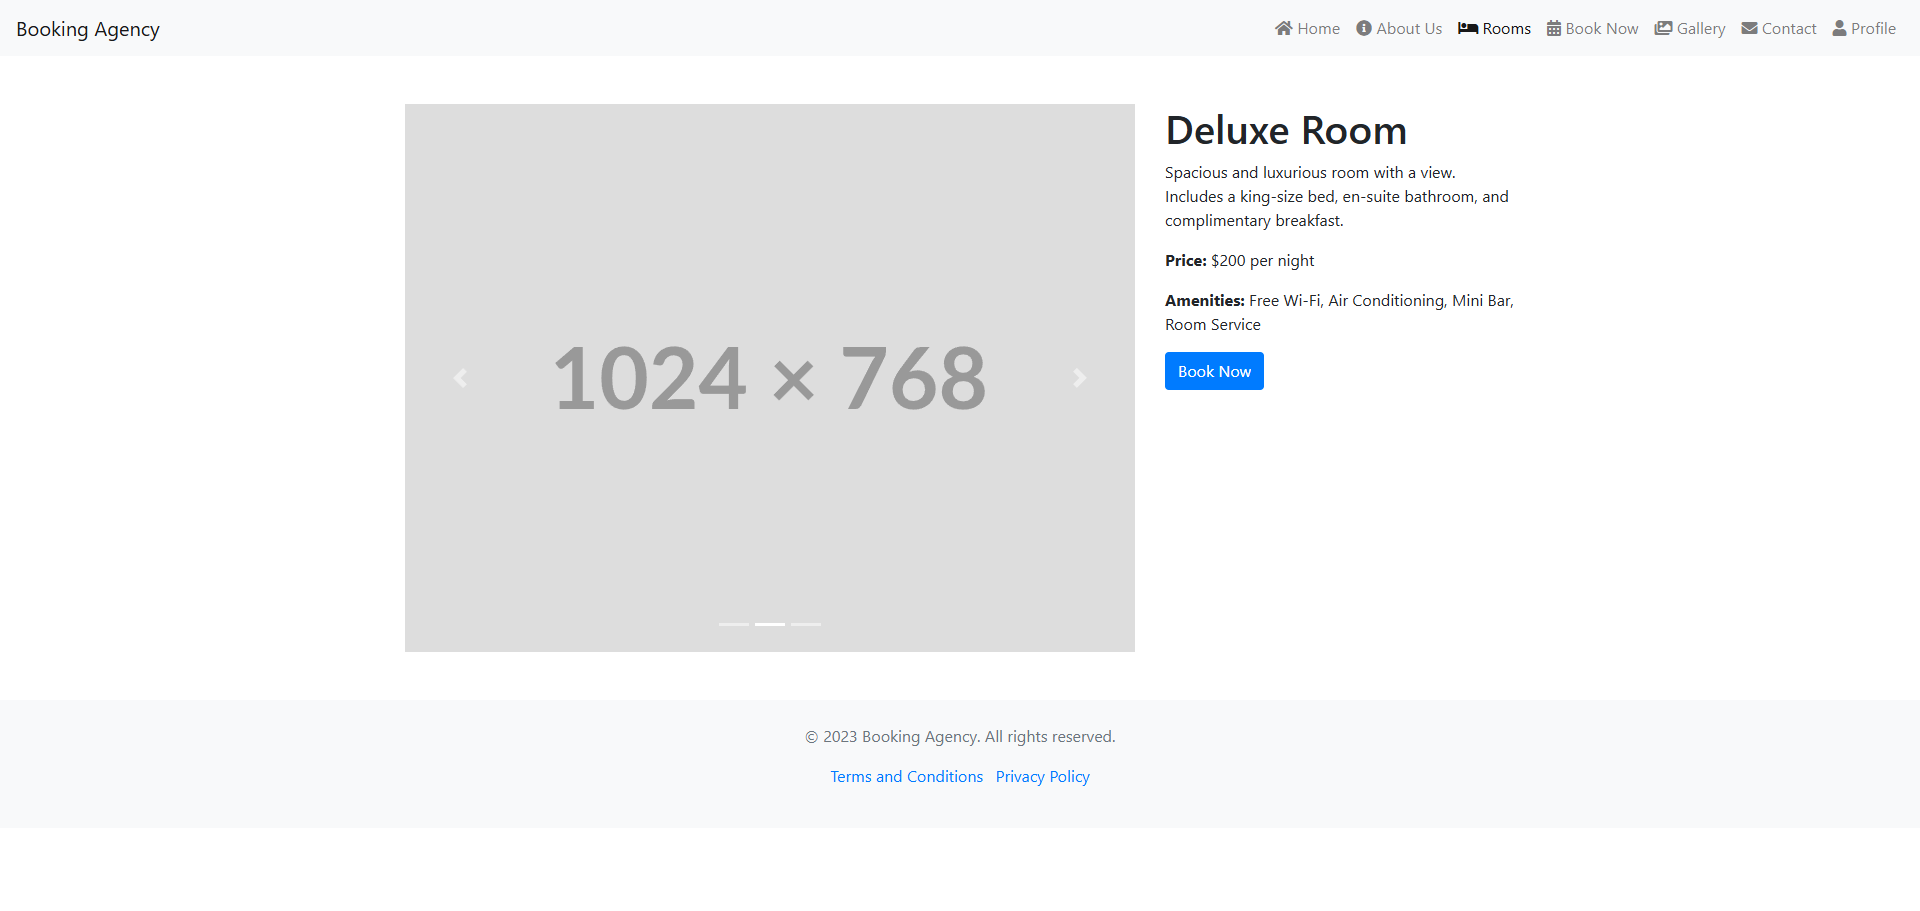 Booking Agency
Home About Us Rooms Book Now Gallery Contact Profile
1024 × 768
Deluxe Room
Spacious and luxurious room with a view.
Includes a king-size bed, en-suite bathroom, and
complimentary breakfast.
Price: $200 per night
Amenities: Free Wi-Fi, Air Conditioning, Mini Bar,
Room Service
Book Now
© 2023 Booking Agency. All rights reserved.
Terms and Conditions Privacy Policy